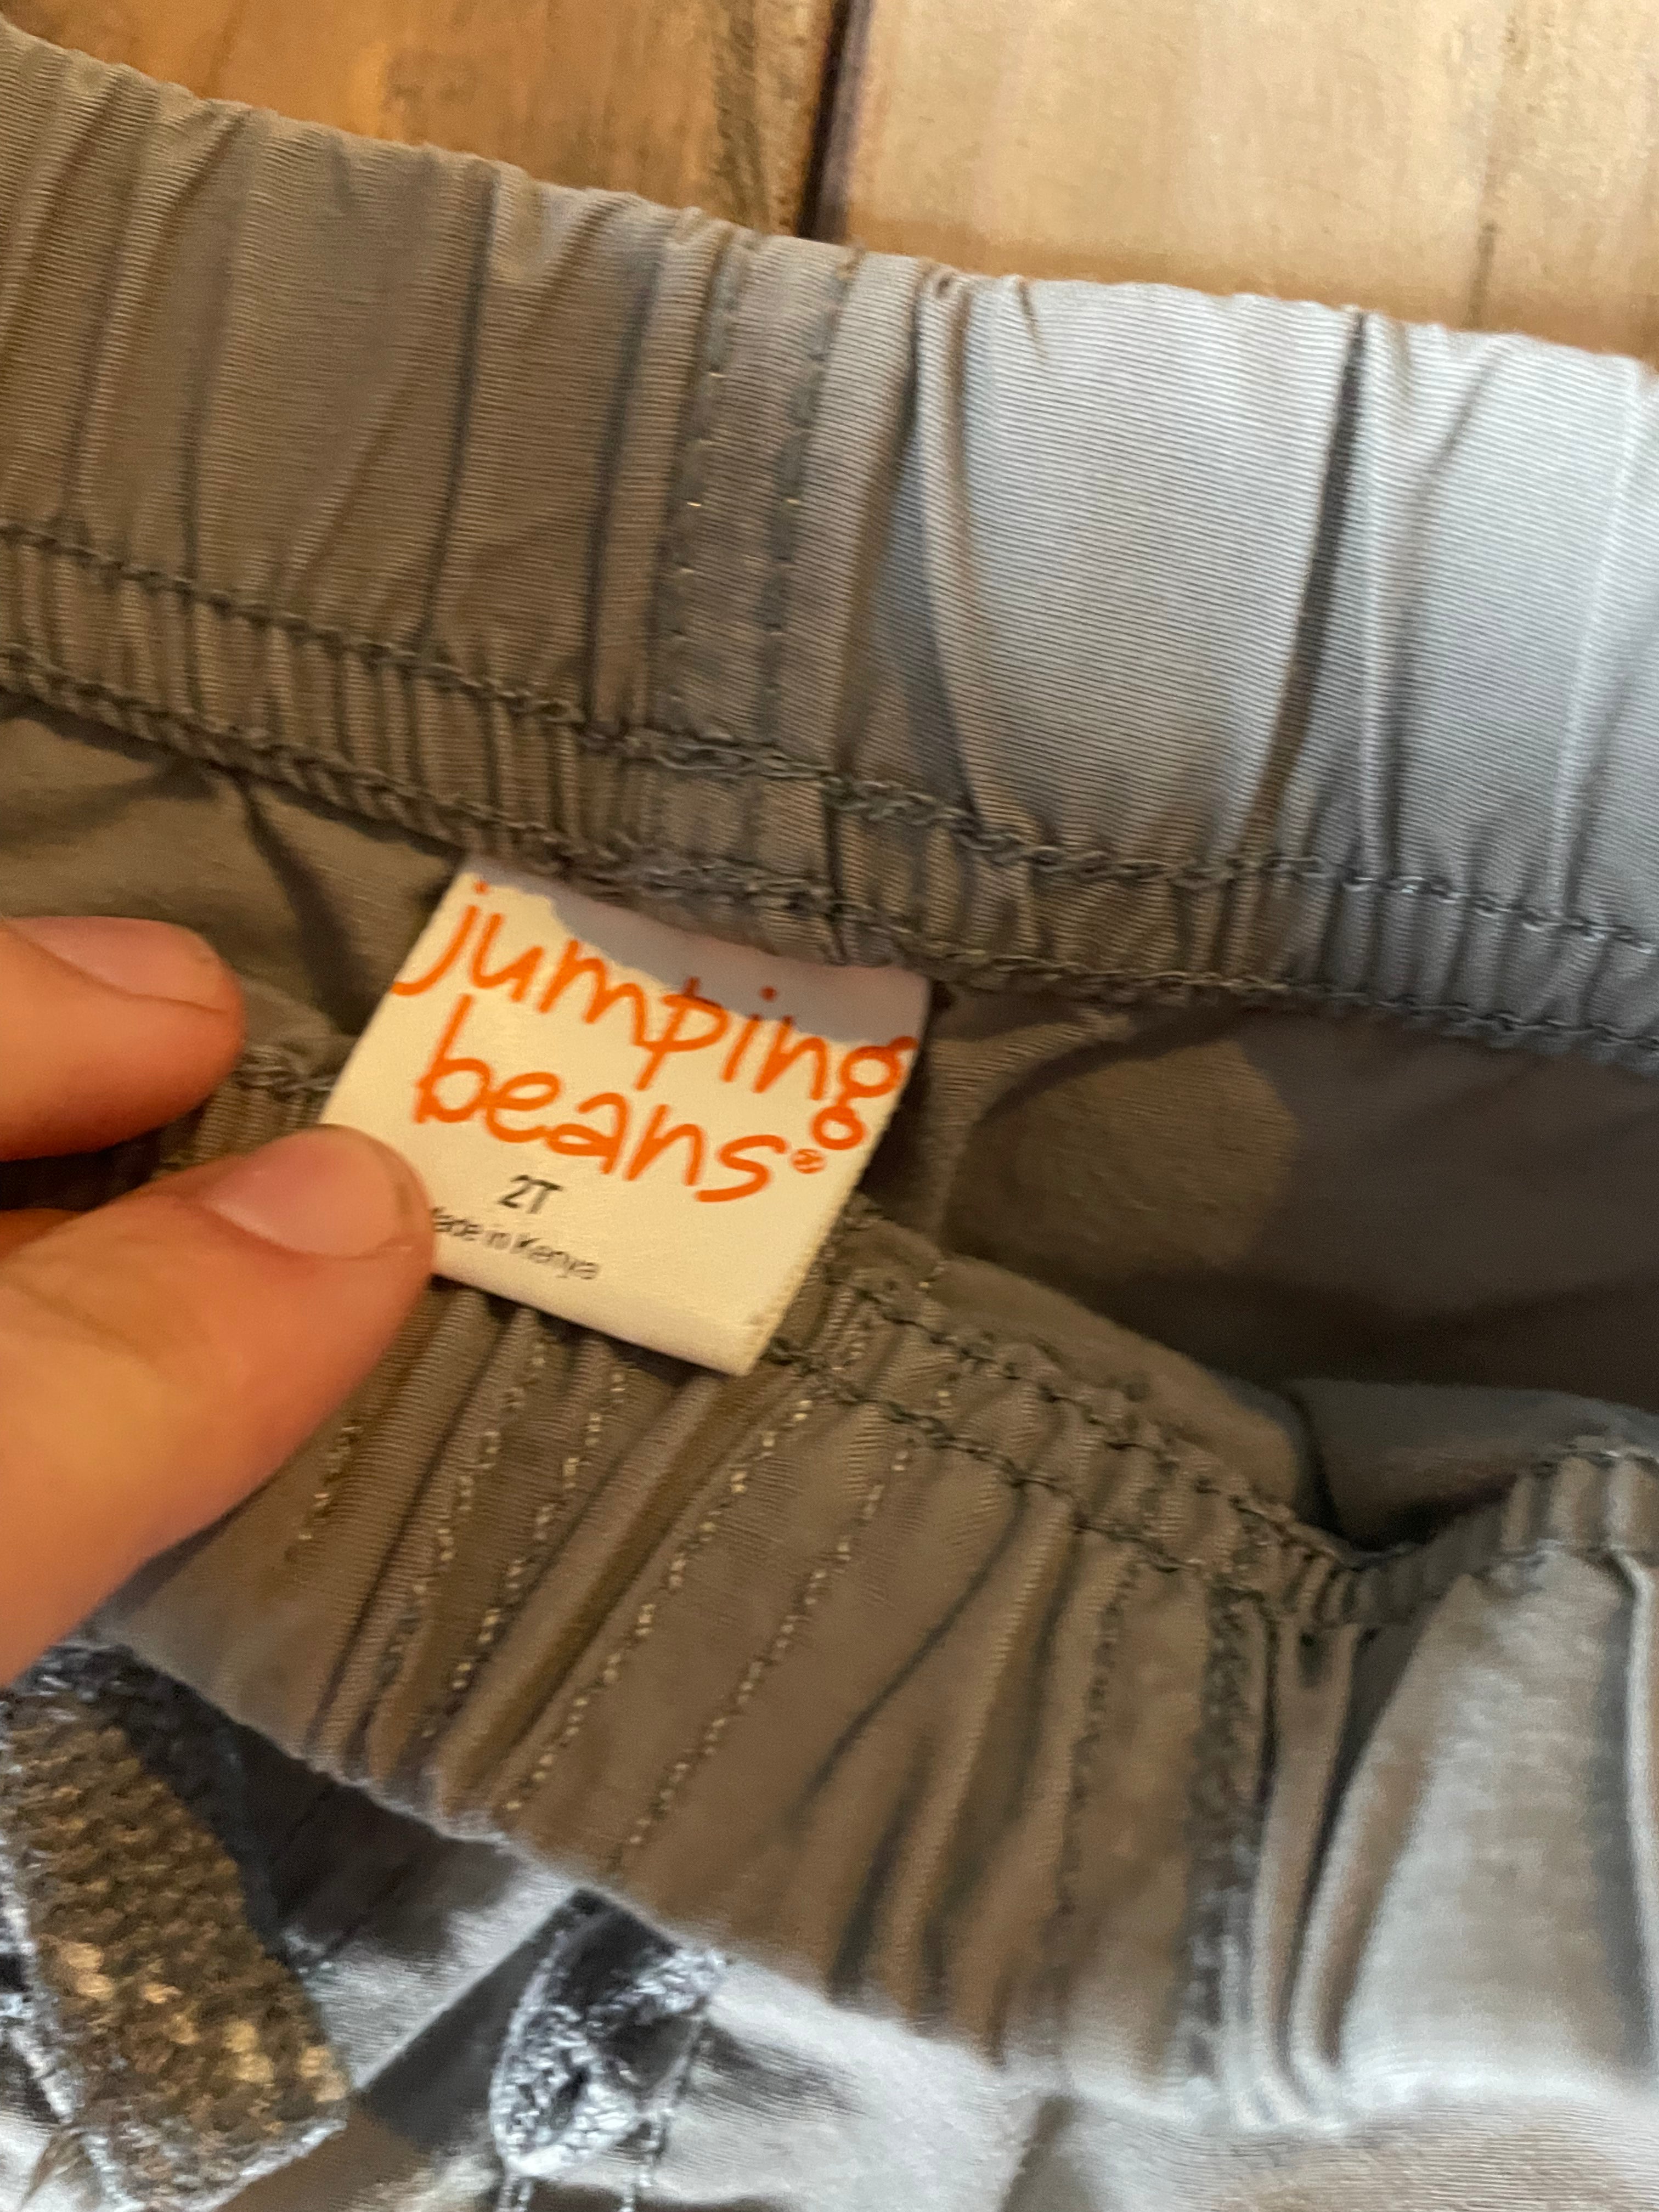 jumping
beans®
2T
Made in Kenya